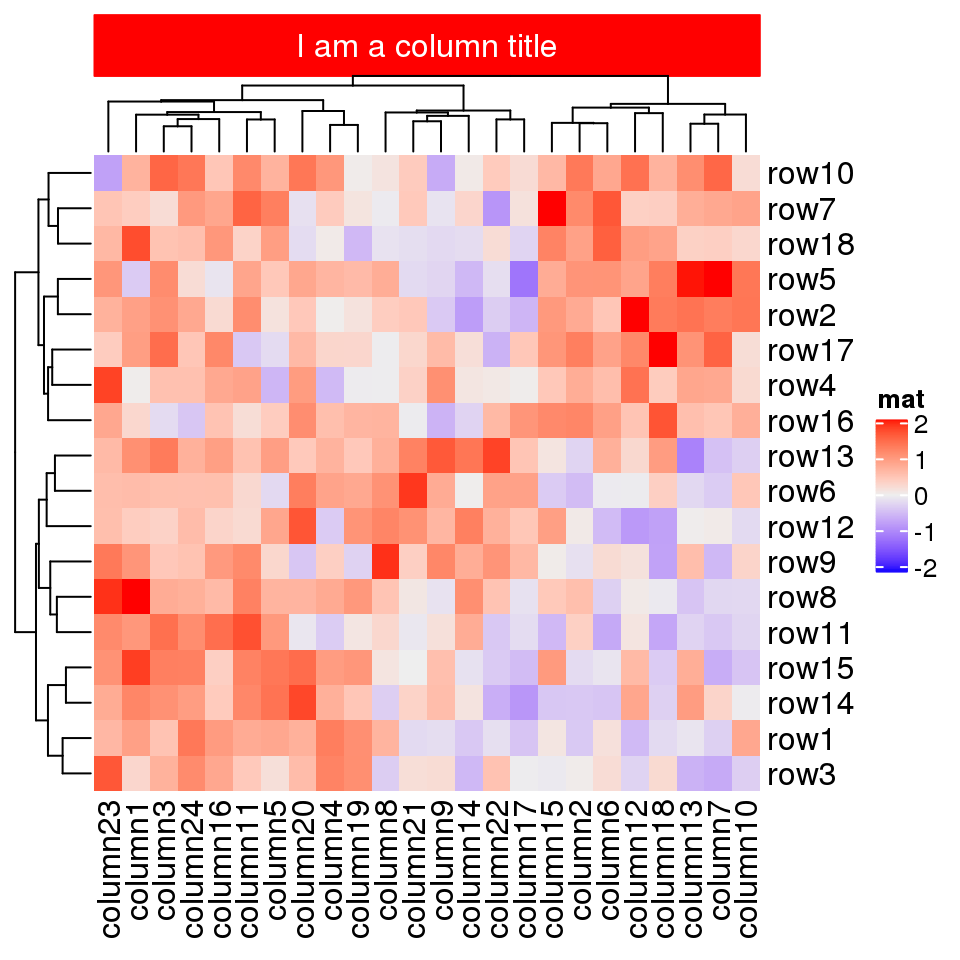 I am a column title
row10
row7
row18
row5
row2
row17
row4
row16
row13
row6
row12
row9
row8
row11
row15
row14
row1
row3
mat
2
1
0
-1
-2
column23
column1
column3
column24
column16
column11
column5
column20
column4
column19
column8
column21
column9
column14
column22
column17
column15
column2
column6
column12
column18
column13
column7
column10